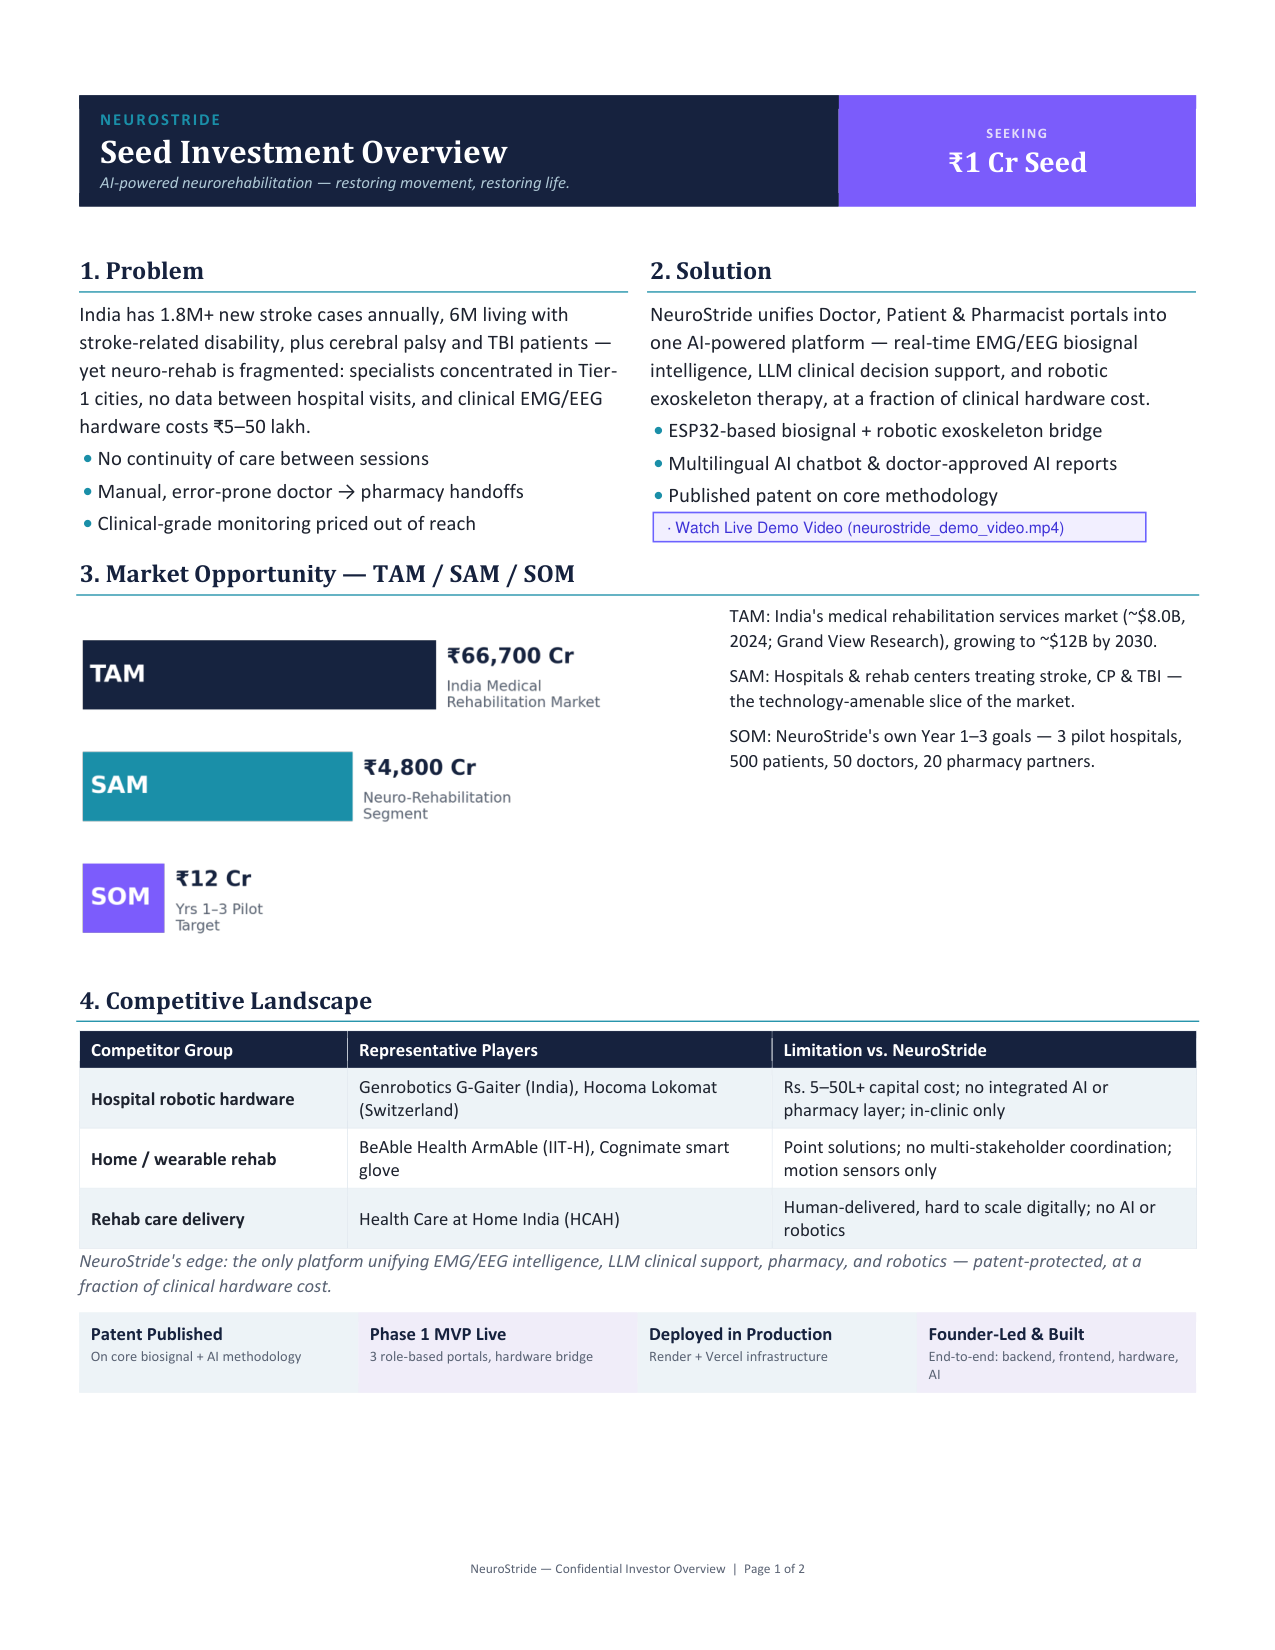 NEUROSTRIDE
Seed Investment Overview
AI-powered neurorehabilitation — restoring movement, restoring life.
SEEKING
₹1 Cr Seed
1. Problem
India has 1.8M+ new stroke cases annually, 6M living with
stroke-related disability, plus cerebral palsy and TBI patients —
yet neuro-rehab is fragmented: specialists concentrated in Tier-
1 cities, no data between hospital visits, and clinical EMG/EEG
hardware costs ₹5–50 lakh.
• No continuity of care between sessions
• Manual, error-prone doctor → pharmacy handoffs
• Clinical-grade monitoring priced out of reach
2. Solution
NeuroStride unifies Doctor, Patient & Pharmacist portals into
one AI-powered platform — real-time EMG/EEG biosignal
intelligence, LLM clinical decision support, and robotic
exoskeleton therapy, at a fraction of clinical hardware cost.
• ESP32-based biosignal + robotic exoskeleton bridge
• Multilingual AI chatbot & doctor-approved AI reports
• Published patent on core methodology
· Watch Live Demo Video (neurostride_demo_video.mp4)
3. Market Opportunity — TAM / SAM / SOM
TAM
₹66,700 Cr
India Medical
Rehabilitation Market
SAM
₹4,800 Cr
Neuro-Rehabilitation
Segment
SOM
₹12 Cr
Yrs 1–3 Pilot
Target
TAM: India's medical rehabilitation services market (~$8.0B,
2024; Grand View Research), growing to ~$12B by 2030.
SAM: Hospitals & rehab centers treating stroke, CP & TBI —
the technology-amenable slice of the market.
SOM: NeuroStride's own Year 1–3 goals — 3 pilot hospitals,
500 patients, 50 doctors, 20 pharmacy partners.
4. Competitive Landscape
Competitor Group
Representative Players
Limitation vs. NeuroStride
Hospital robotic hardware
Genrobotics G-Gaiter (India), Hocoma Lokomat
(Switzerland)
Rs. 5–50L+ capital cost; no integrated AI or
pharmacy layer; in-clinic only
Home / wearable rehab
BeAble Health ArmAble (IIT-H), Cognimate smart
glove
Point solutions; no multi-stakeholder coordination;
motion sensors only
Rehab care delivery
Health Care at Home India (HCAH)
Human-delivered, hard to scale digitally; no AI or
robotics
NeuroStride's edge: the only platform unifying EMG/EEG intelligence, LLM clinical support, pharmacy, and robotics — patent-protected, at a
fraction of clinical hardware cost.
Patent Published
On core biosignal + AI methodology
Phase 1 MVP Live
3 role-based portals, hardware bridge
Deployed in Production
Render + Vercel infrastructure
Founder-Led & Built
End-to-end: backend, frontend, hardware,
AI
NeuroStride — Confidential Investor Overview | Page 1 of 2